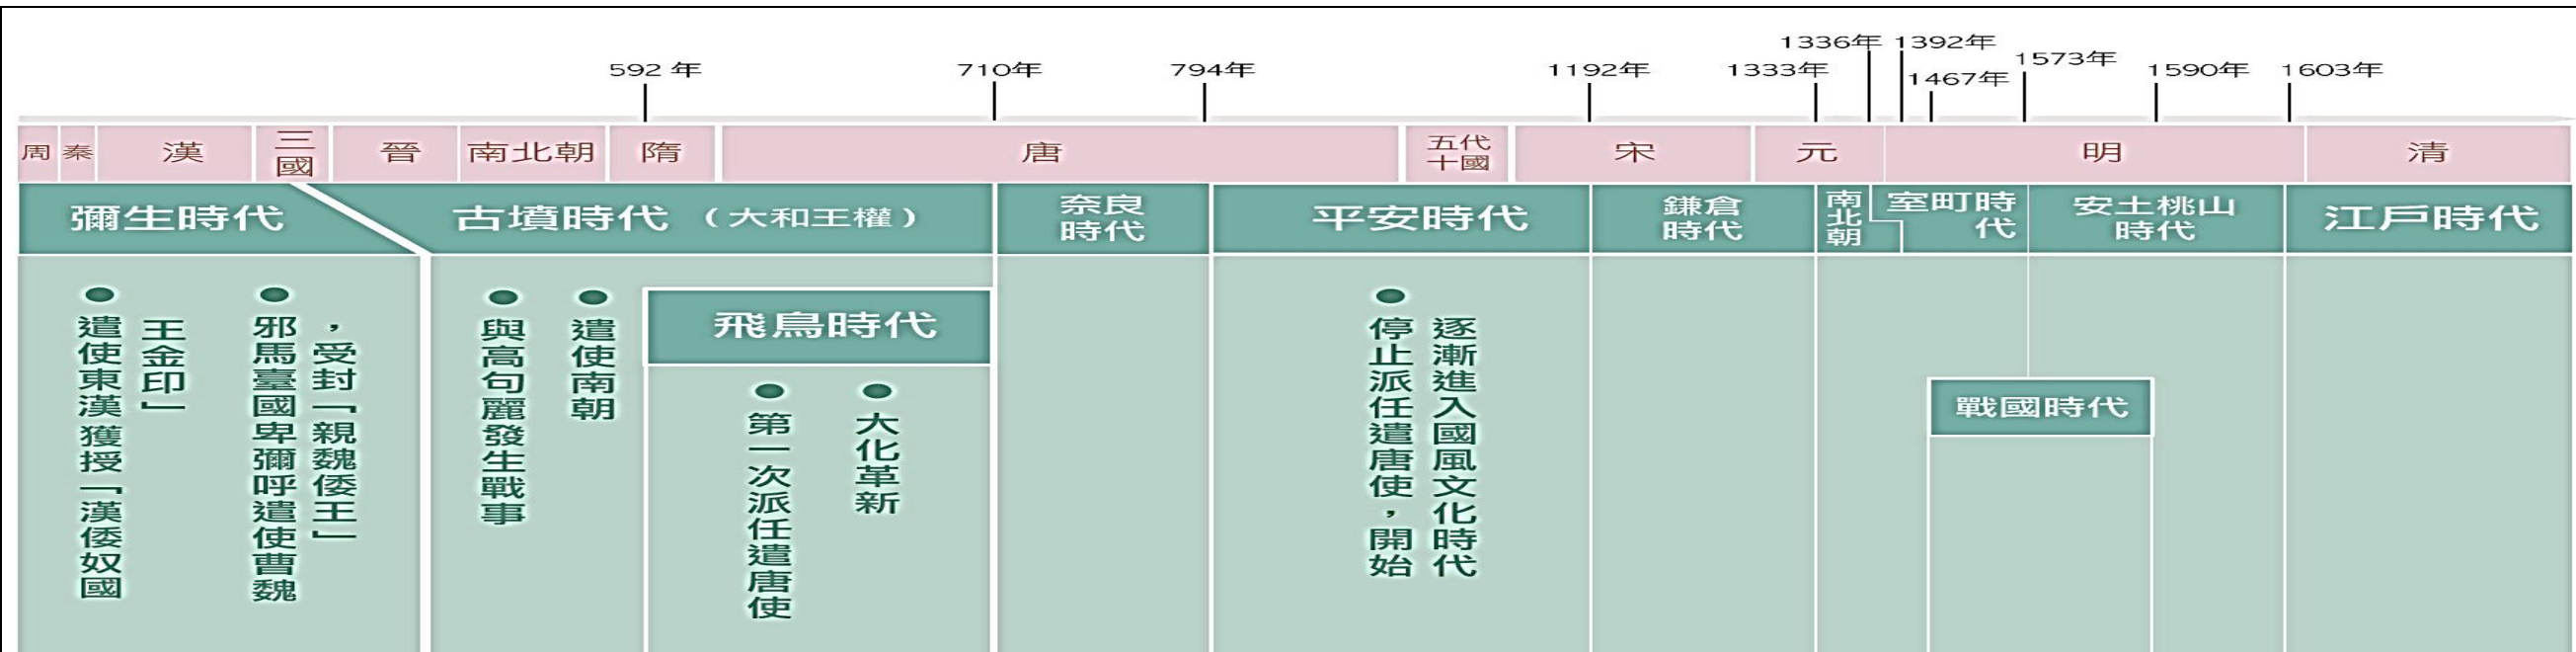 592 年
710年
794年
1192年
1333年
1336年
1392年
1467年
1573年
1590年
1603年
周
秦
漢
三國
晉
南北朝
隋
唐
五代十國
宋
元
明
清
彌生時代
古墳時代（大和王權）
奈良
時代
平安時代
鎌倉
時代
南北朝
室町時
代
安土桃山
時代
江戶時代
●遣使東漢獲授「漢倭奴國
王金印」
●邪馬臺國卑彌呼遣使曹魏
，受封「親魏倭王」
●與高句麗發生戰事
●遣使南朝
飛鳥時代
●第一次派任遣唐使
●大化革新
●停止派任遣唐使，開始
逐漸進入國風文化時代
戰國時代